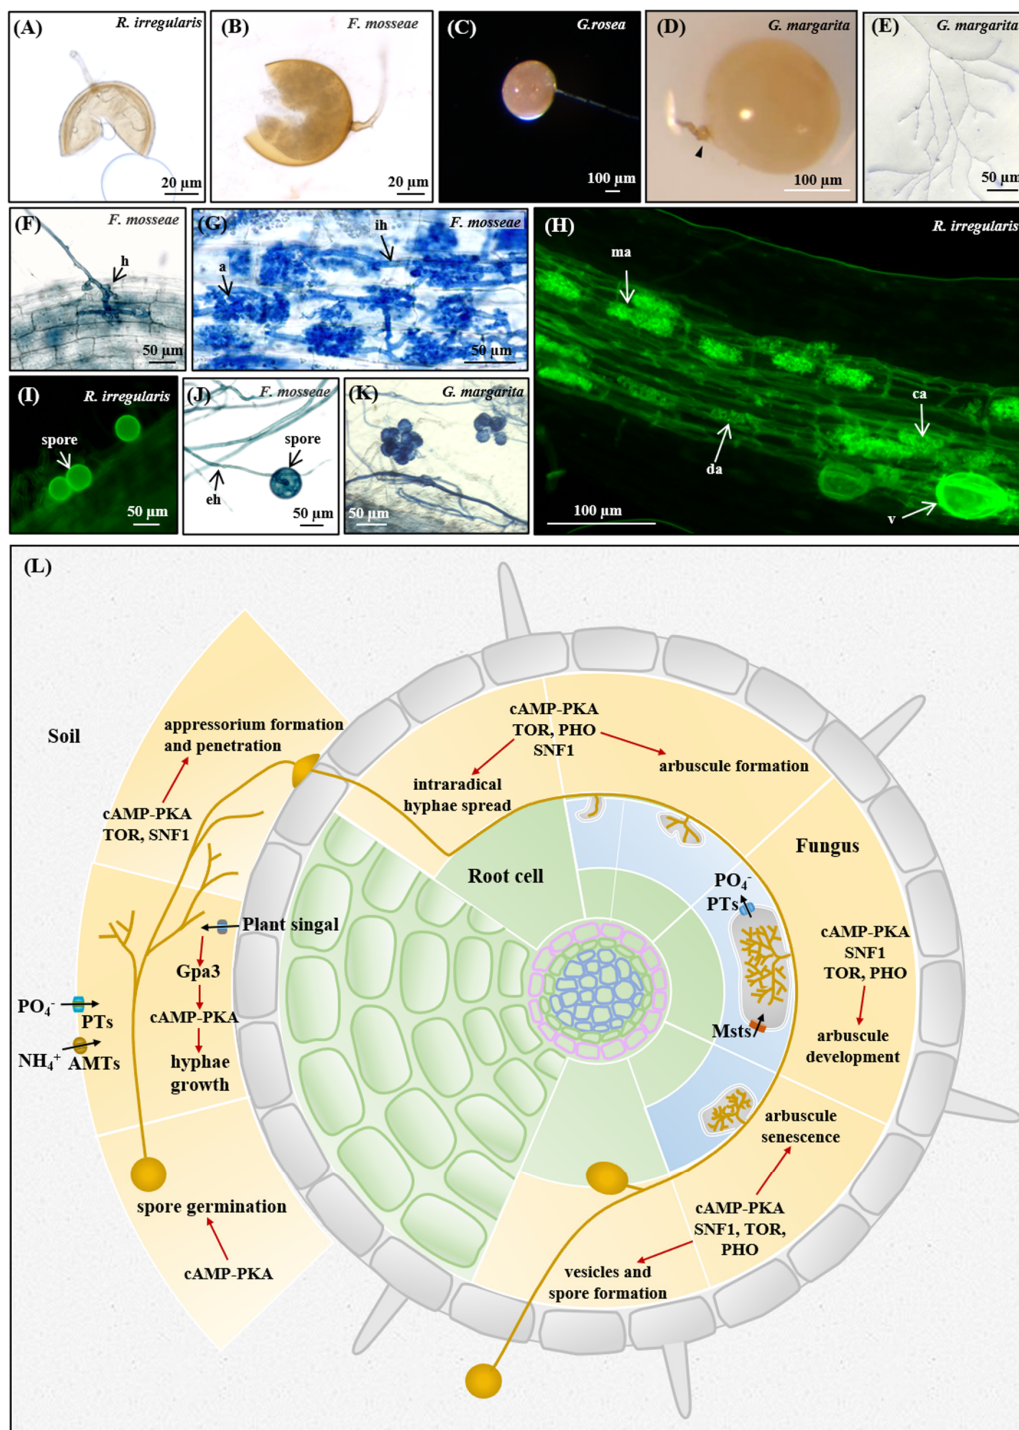 (A)
R. irregularis
20 µm
(B)
F. mosseae
20 µm
(C)
G.rosea
100 µm
(D)
G. margarita
100 µm
(E)
G. margarita
50 µm
(F)
F. mosseae
h
50 µm
(G)
F. mosseae
ih
a
50 µm
(H)
R. irregularis
ma
ca
da
v
100 µm
(I)
R. irregularis
spore
50 µm
(J)
F. mosseae
spore
eh
50 µm
(K)
G. margarita
50 µm
(L)
Soil
appressorium formation
and penetration
cAMP-PKA
TOR, SNF1
cAMP-PKA
TOR, PHO
SNF1
intraradical
hyphae spread
arbuscule formation
Root cell
Fungus
PO₄⁻
PTs
Plant singal
Gpa3
cAMP-PKA
hyphae
growth
PO₄⁻
PTs
NH₄⁺
AMTs
Msts
cAMP-PKA
SNF1
TOR, PHO
arbuscule
development
arbuscule
senescence
cAMP-PKA
SNF1, TOR,
PHO
vesicles and
spore formation
spore germination
cAMP-PKA